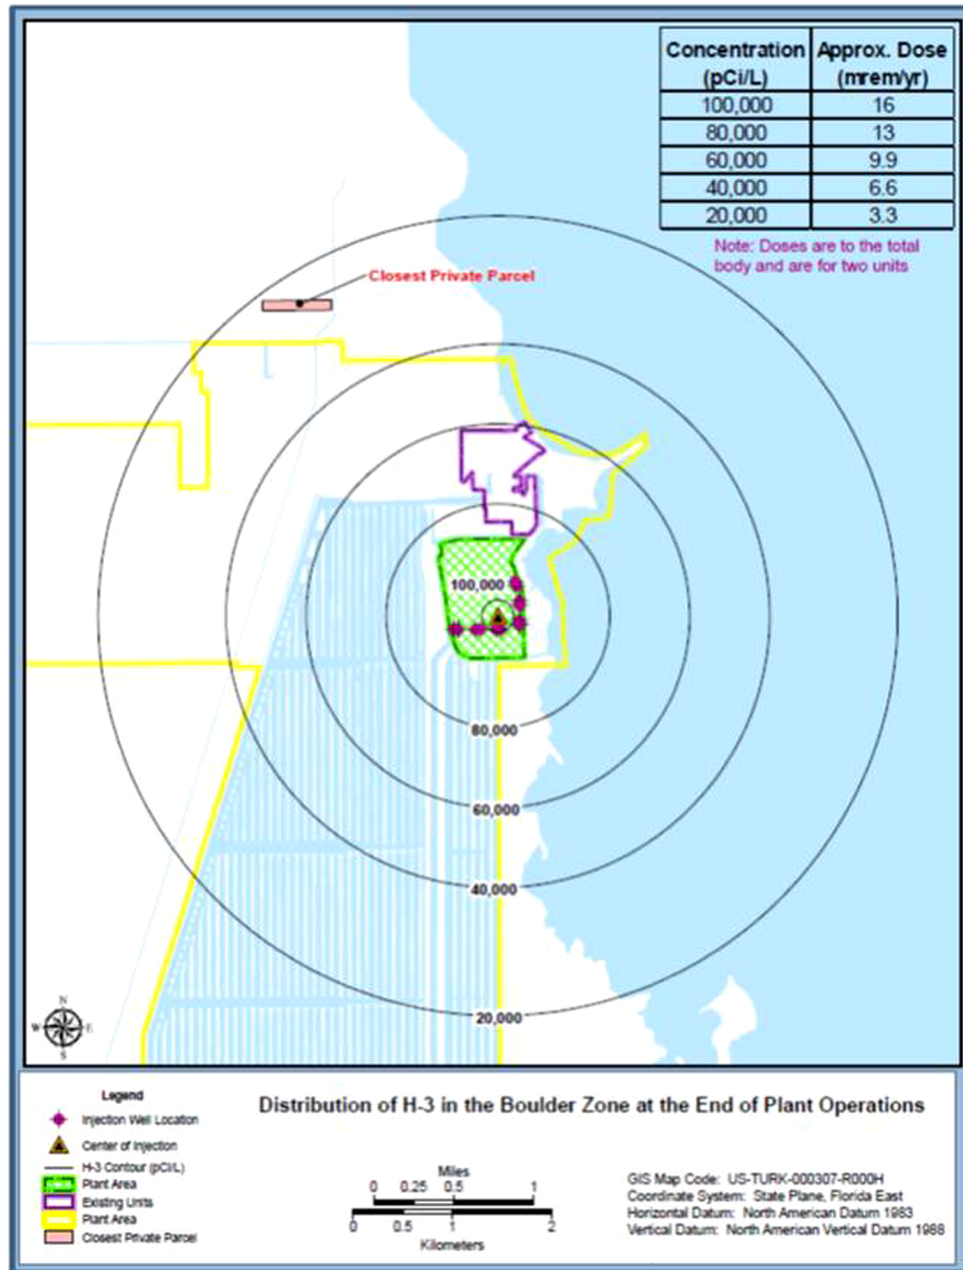 Concentration Approx. Dose
(pCi/L) (mrem/yr)
100,000 16
80,000 13
60,000 9.9
40,000 6.6
20,000 3.3
Note: Doses are to the total
body and are for two units
Closest Private Parcel
100,000
80,000
60,000
40,000
20,000
N
W E
S
Legend
Injection Well Location
Center of Injection
H-3 Contour (pCi/L)
Plant Area
Existing Units
Plant Area
Closest Private Parcel
Distribution of H-3 in the Boulder Zone at the End of Plant Operations
Miles
0 0.25 0.5 1
0 0.5 1 2
Kilometers
GIS Map Code: US-TURK-000307-R000H
Coordinate System: State Plane, Florida East
Horizontal Datum: North American Datum 1983
Vertical Datum: North American Vertical Datum 1988